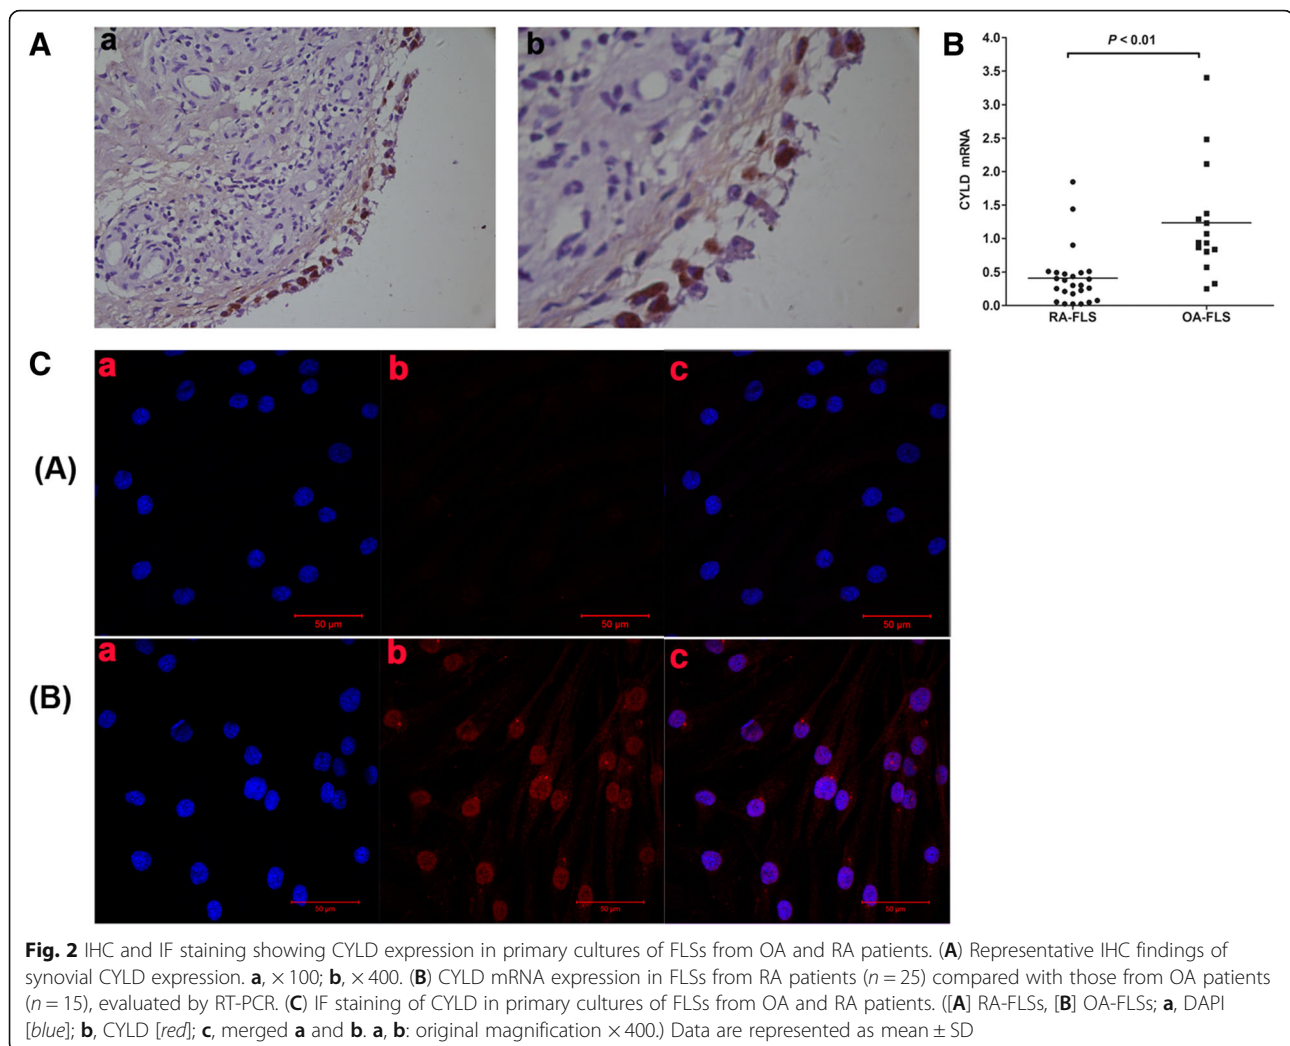 A
a
b
B
P < 0.01
4.0
3.5
3.0
2.5
2.0
1.5
1.0
0.5
0.0
CYLD mRNA
RA-FLS
OA-FLS
C
a
b
c
(A)
50 µm
50 µm
50 µm
a
b
c
(B)
50 µm
50 µm
50 µm
Fig. 2 IHC and IF staining showing CYLD expression in primary cultures of FLSs from OA and RA patients. (A) Representative IHC findings of
synovial CYLD expression. a, × 100; b, × 400. (B) CYLD mRNA expression in FLSs from RA patients (n = 25) compared with those from OA patients
(n = 15), evaluated by RT-PCR. (C) IF staining of CYLD in primary cultures of FLSs from OA and RA patients. ([A] RA-FLSs, [B] OA-FLSs; a, DAPI
[blue]; b, CYLD [red]; c, merged a and b. a, b: original magnification × 400.) Data are represented as mean ± SD